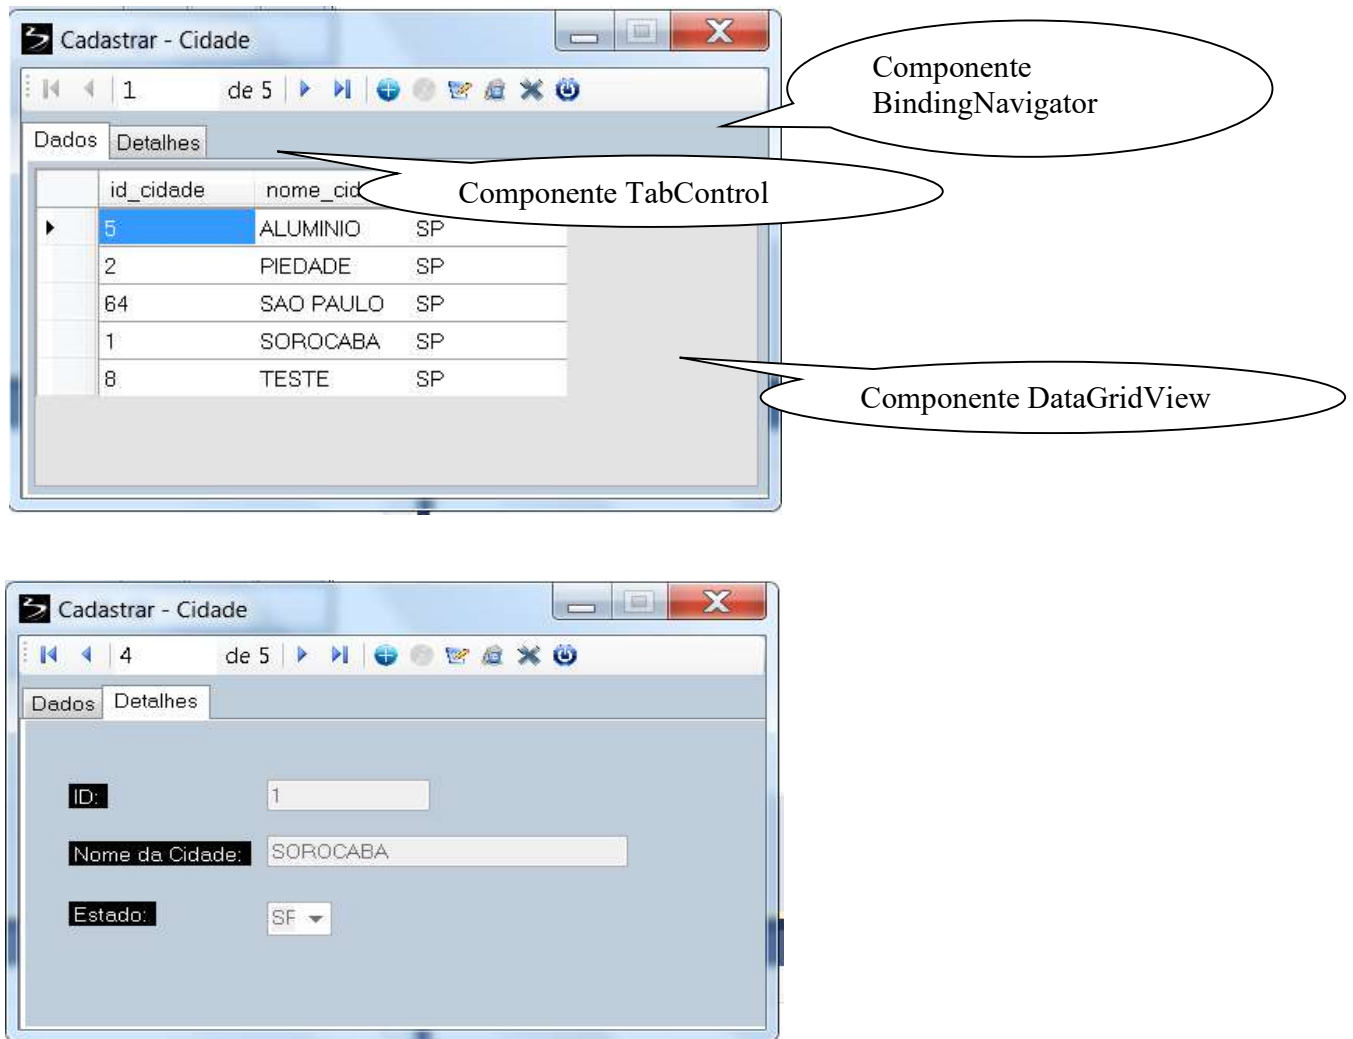 Cadastrar - Cidade
1 de 5
Componente
BindingNavigator
Dados Detalhes
Componente TabControl
id_cidade nome_cid
5 ALUMINIO SP
2 PIEDADE SP
64 SAO PAULO SP
1 SOROCABA SP
8 TESTE SP
Componente DataGridView
Cadastrar - Cidade
4 de 5
Dados Detalhes
ID: 1
Nome da Cidade: SOROCABA
Estado: SP